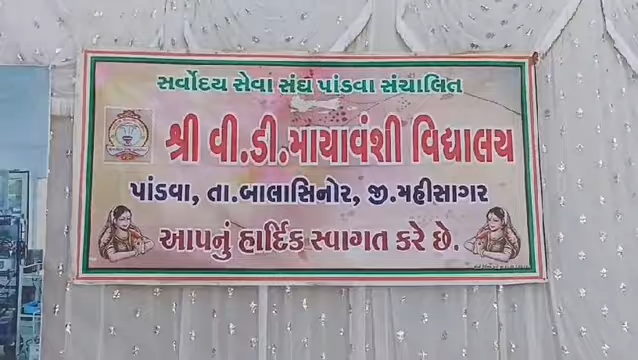 સર્વોદય સેવા સંઘ પાંડવા સંચાલિત
શ્રી વી.ડી.માયાવંશી વિદ્યાલય
પાંડવા, તા.બાલાસિનોર, જી.મહીસાગર
આપનું હાર્દિક સ્વાગત કરે છે.